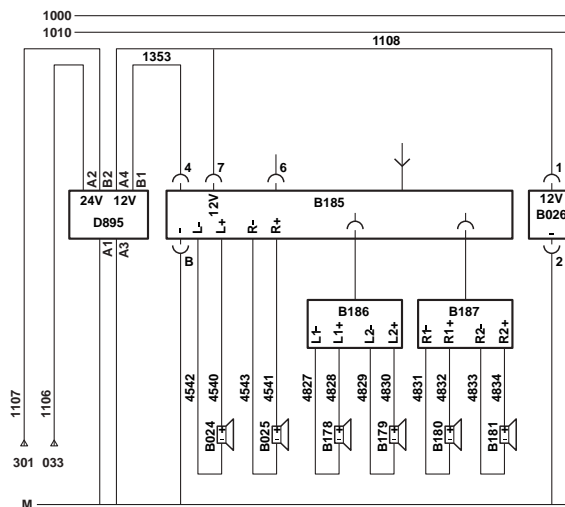 1000
1010
1108
1353
A2 B2 A4 B1
4 7 6 1
24V 12V
D895
12V
B185
- L- L+ R- R+
12V
B026
-
A1 A3
B
2
B186
L1- L1+ L2- L2+
B187
R1- R1+ R2- R2+
1107 1106
4542 4540 4543 4541 4827 4828 4829 4830 4831 4832 4833 4834
B024 B025 B178 B179 B180 B181
+ - + - + - + - + - + -
301 033
M